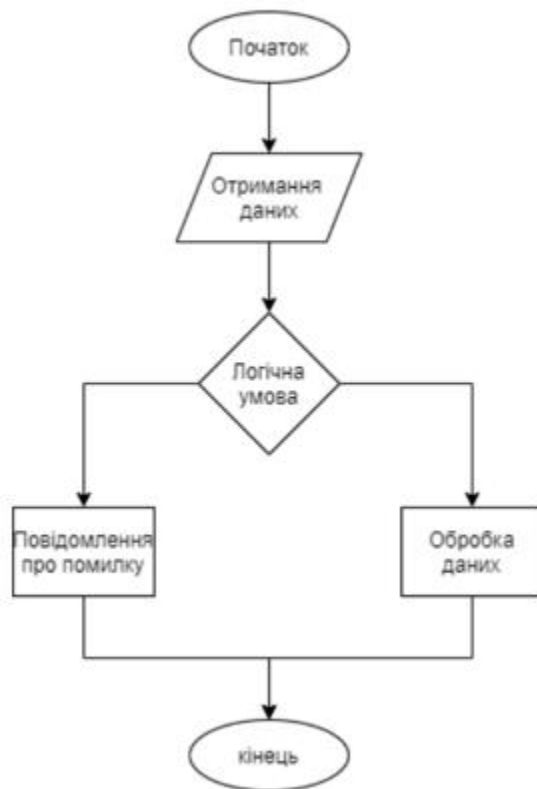 Початок
Отримання
даних
Логічна
умова
Повідомлення
про помилку
Обробка
даних
кінець